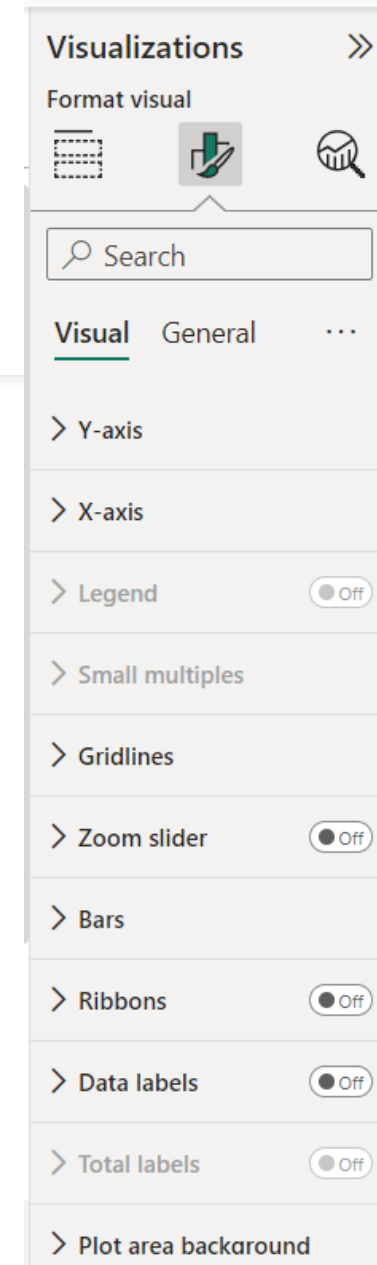 Visualizations
Format visual
Search
Visual General
Y-axis
X-axis
Legend Off
Small multiples
Gridlines
Zoom slider Off
Bars
Ribbons Off
Data labels Off
Total labels Off
Plot area background